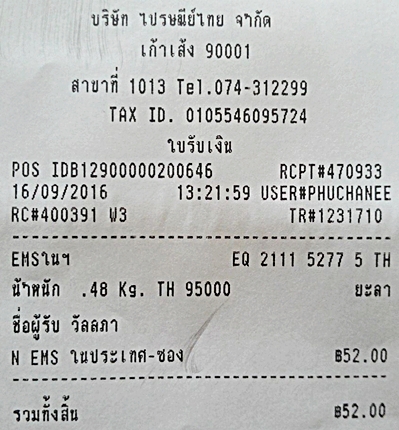 บริษัท ไปรษณีย์ไทย จำกัด
เก้าเส้ง 90001
สาขาที่ 1013 Tel.074-312299
TAX ID. 0105546095724
ใบรับเงิน
POS IDB12900000200646 RCPT#470933
16/09/2016 13:21:59 USER#PHUCHANEE
RC#400391 W3 TR#1231710
EMSในฯ EQ 2111 5277 5 TH
น้ำหนัก .48 Kg. TH 95000 ยะลา
ชื่อผู้รับ วัลลภา
N EMS ในประเทศ-ซอง ฿52.00
รวมทั้งสิ้น ฿52.00